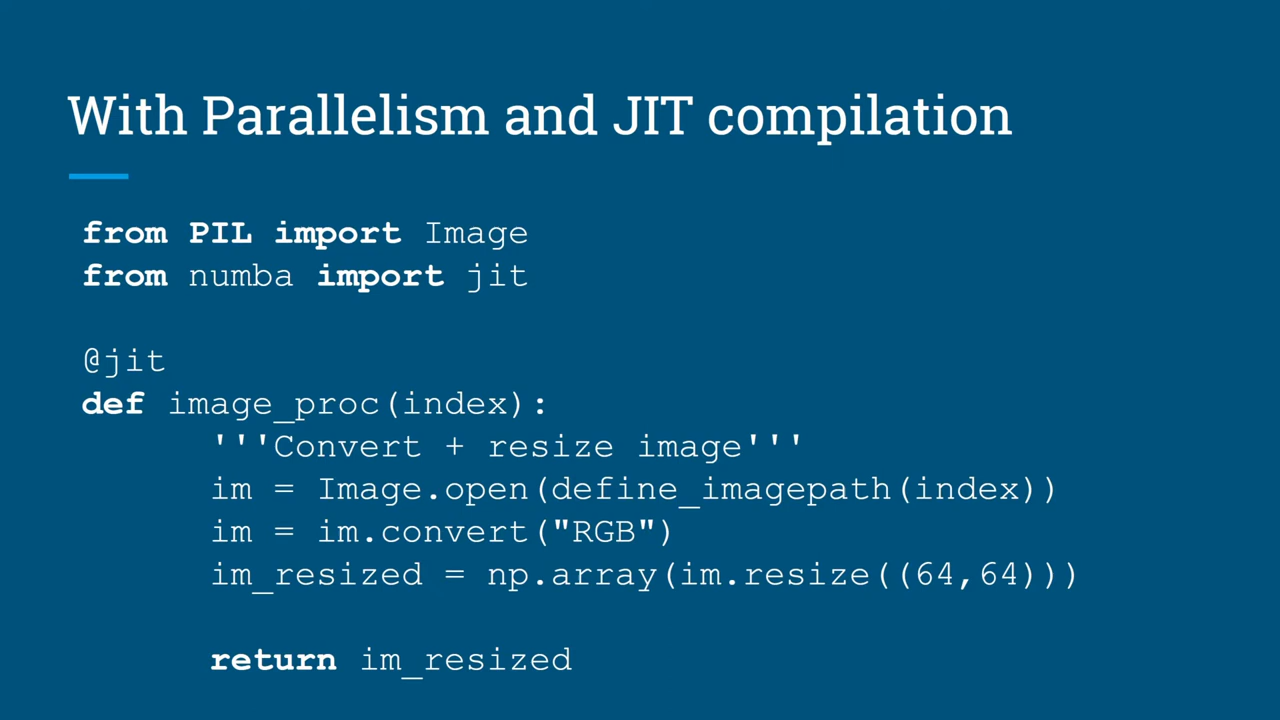 With Parallelism and JIT compilation
from PIL import Image
from numba import jit
@jit
def image_proc(index):
'''Convert + resize image'''
im = Image.open(define_imagepath(index))
im = im.convert("RGB")
im_resized = np.array(im.resize((64,64)))
return im_resized